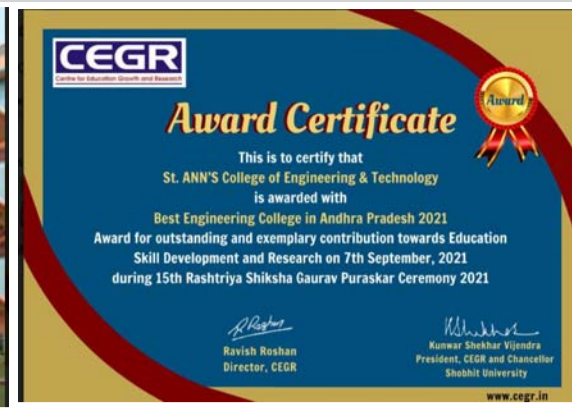 CEGR
Centre for Education Growth and Research
Award
Award Certificate
This is to certify that
St. ANN'S College of Engineering & Technology
is awarded with
Best Engineering College in Andhra Pradesh 2021
Award for outstanding and exemplary contribution towards Education
Skill Development and Research on 7th September, 2021
during 15th Rashtriya Shiksha Gaurav Puraskar Ceremony 2021
Ravish Roshan
Director, CEGR
Kunwar Shekhar Vijendra
President, CEGR and Chancellor
Shobhit University
www.cegr.in